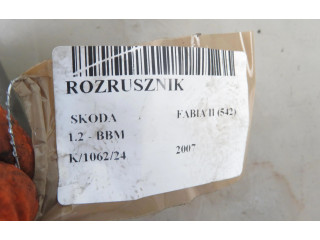 ROZRUSZNIK
SKODA FABIA II (542)
1.2 - BBM
K/1062/24 2007